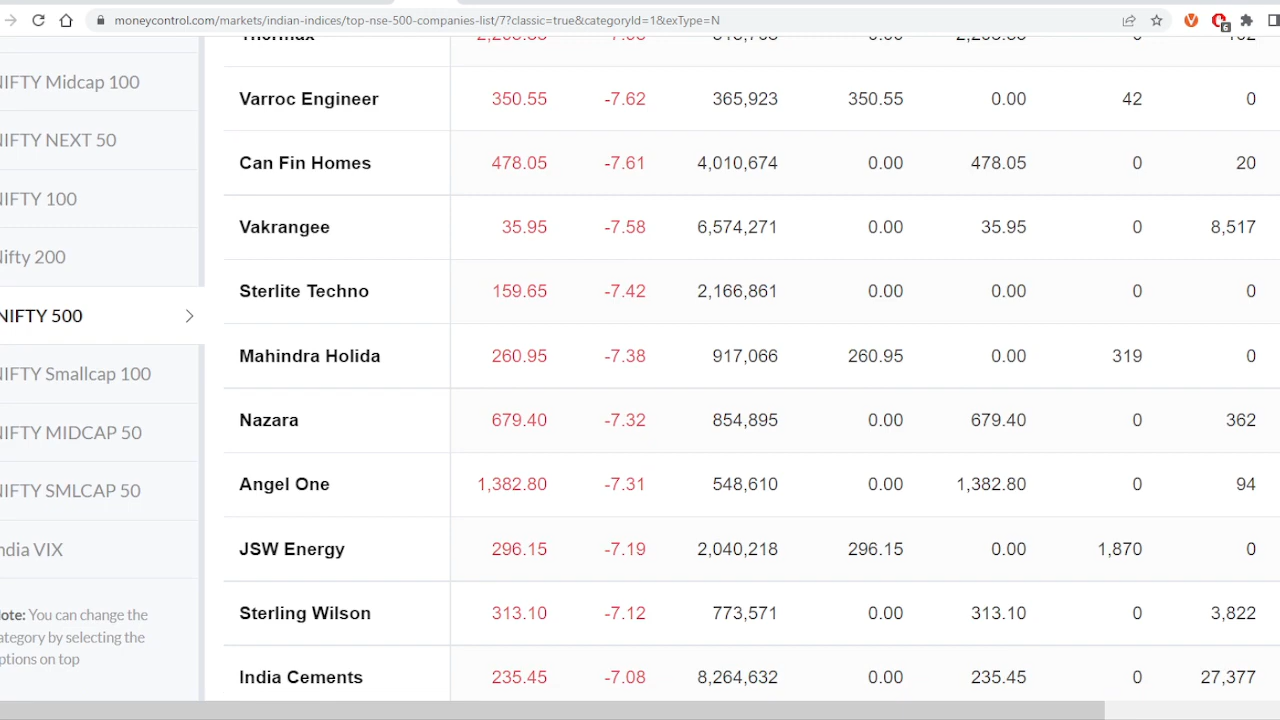 moneycontrol.com/markets/indian-indices/top-nse-500-companies-list/7?classic=true&categoryId=1&exType=N
6
IFTY Midcap 100
IFTY NEXT 50
IFTY 100
ifty 200
NIFTY 500
IFTY Smallcap 100
IFTY MIDCAP 50
IFTY SMLCAP 50
ndia VIX
ote: You can change the
ategory by selecting the
ptions on top
Thermax
Varroc Engineer 350.55 -7.62 365,923 350.55 0.00 42 0
Can Fin Homes 478.05 -7.61 4,010,674 0.00 478.05 0 20
Vakrangee 35.95 -7.58 6,574,271 0.00 35.95 0 8,517
Sterlite Techno 159.65 -7.42 2,166,861 0.00 0.00 0 0
Mahindra Holida 260.95 -7.38 917,066 260.95 0.00 319 0
Nazara 679.40 -7.32 854,895 0.00 679.40 0 362
Angel One 1,382.80 -7.31 548,610 0.00 1,382.80 0 94
JSW Energy 296.15 -7.19 2,040,218 296.15 0.00 1,870 0
Sterling Wilson 313.10 -7.12 773,571 0.00 313.10 0 3,822
India Cements 235.45 -7.08 8,264,632 0.00 235.45 0 27,377